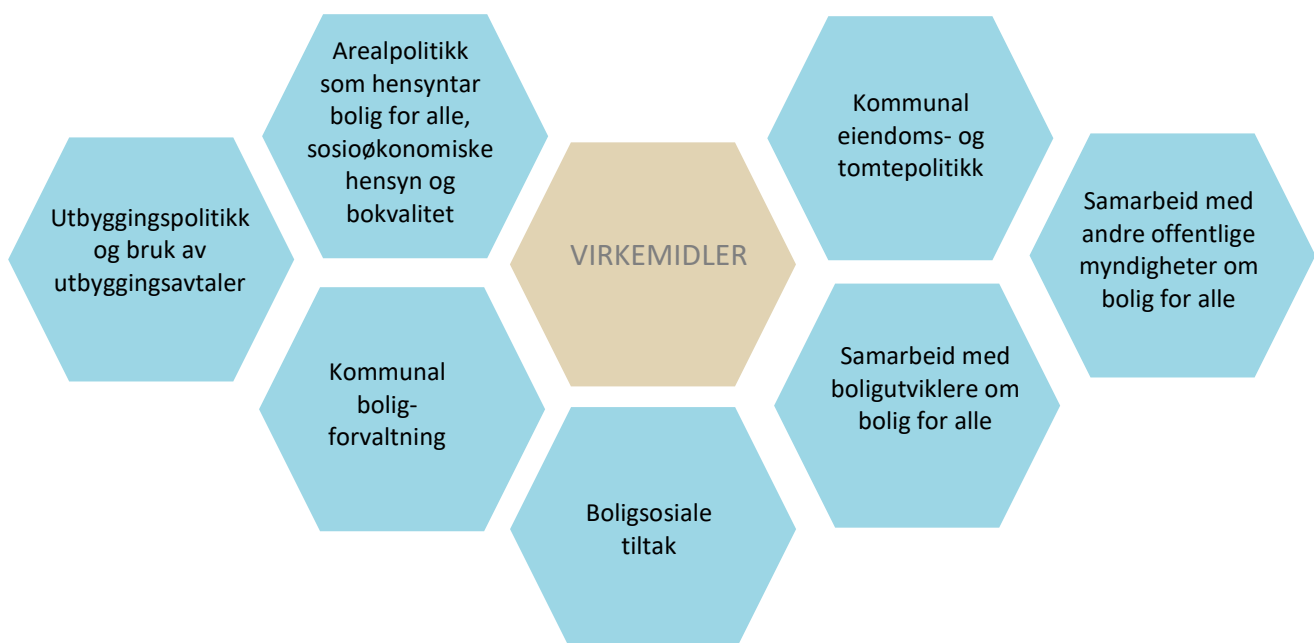 Arealpolitikk
som hensyntar
bolig for alle,
sosioøkonomiske
hensyn og
bokvalitet
Kommunal
eiendoms- og
tomtepolitikk
Utbyggingspolitikk
og bruk av
utbyggingsavtaler
VIRKEMIDLER
Samarbeid med
andre offentlige
myndigheter om
bolig for alle
Kommunal
bolig-
forvaltning
Samarbeid med
boligutviklere om
bolig for alle
Boligsosiale
tiltak